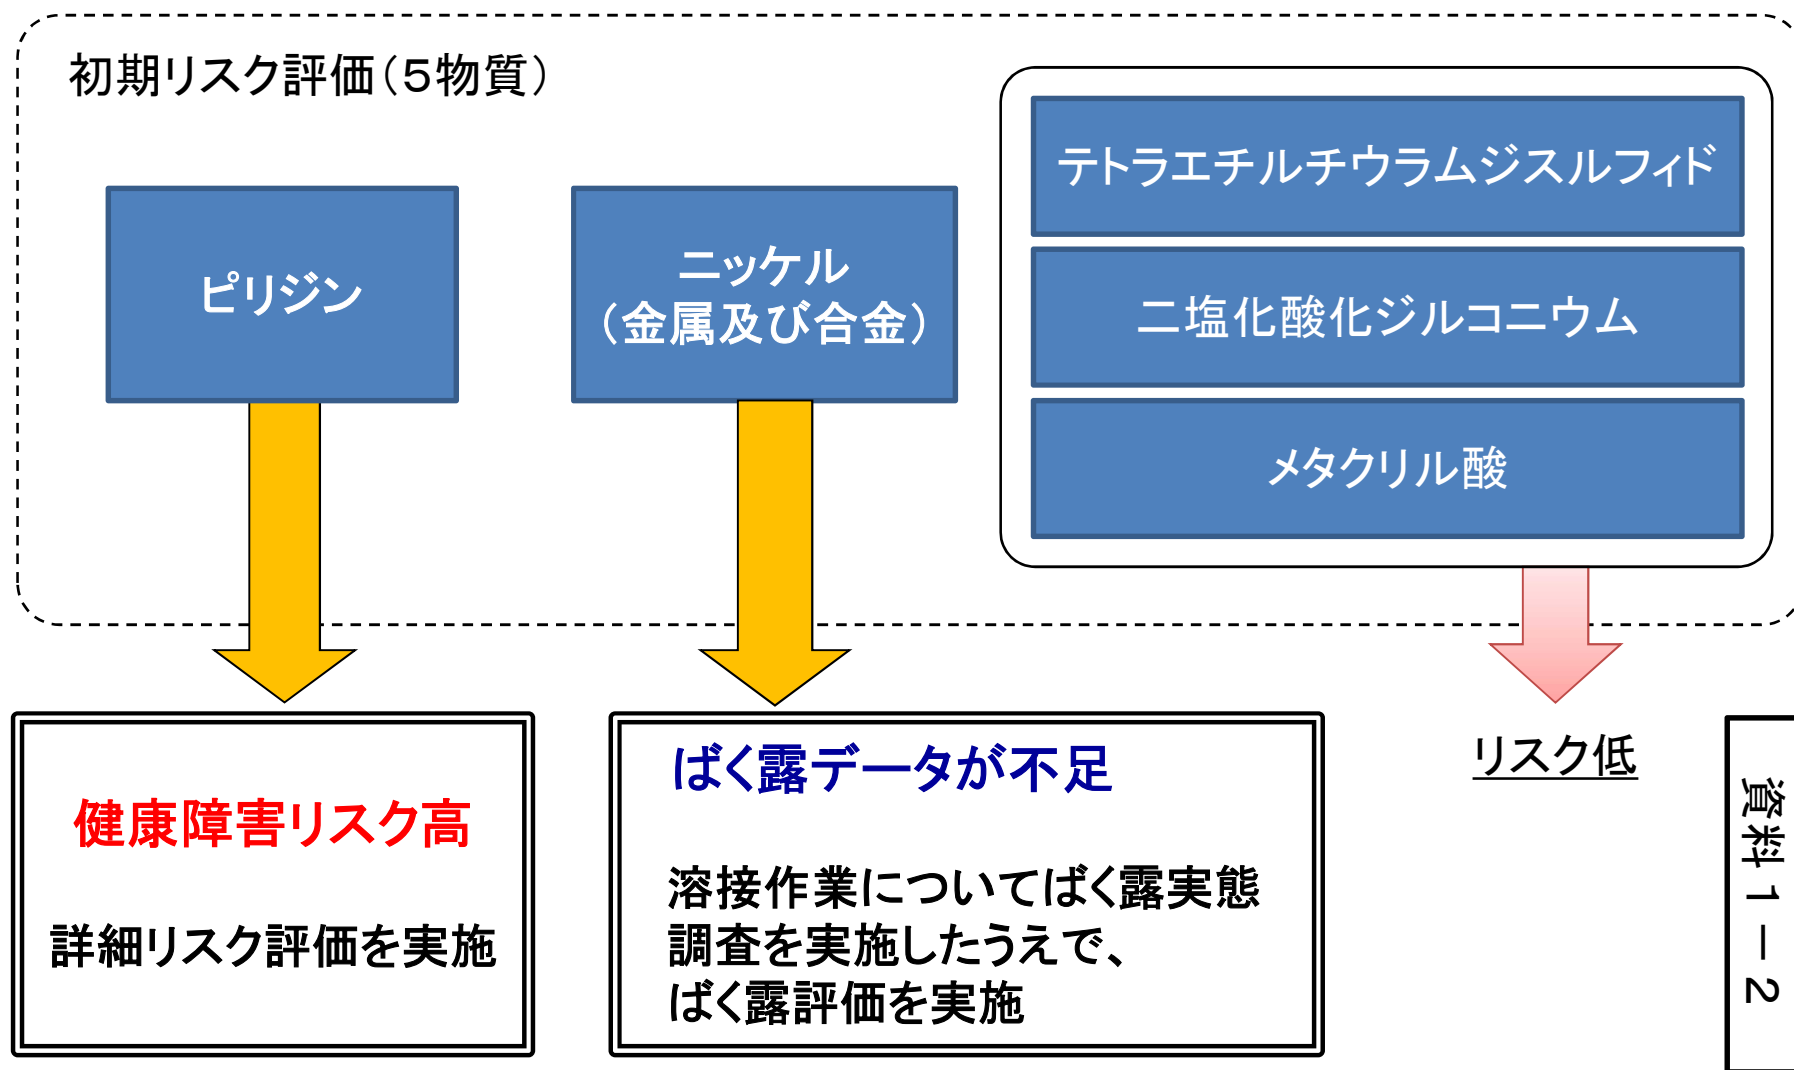 初期リスク評価（５物質）
ピリジン
ニッケル
（金属及び合金）
テトラエチルチウラムジスルフィド
二塩化酸化ジルコニウム
メタクリル酸
健康障害リスク高
詳細リスク評価を実施
ばく露データが不足
溶接作業についてばく露実態
調査を実施したうえで、
ばく露評価を実施
リスク低
資料１－２